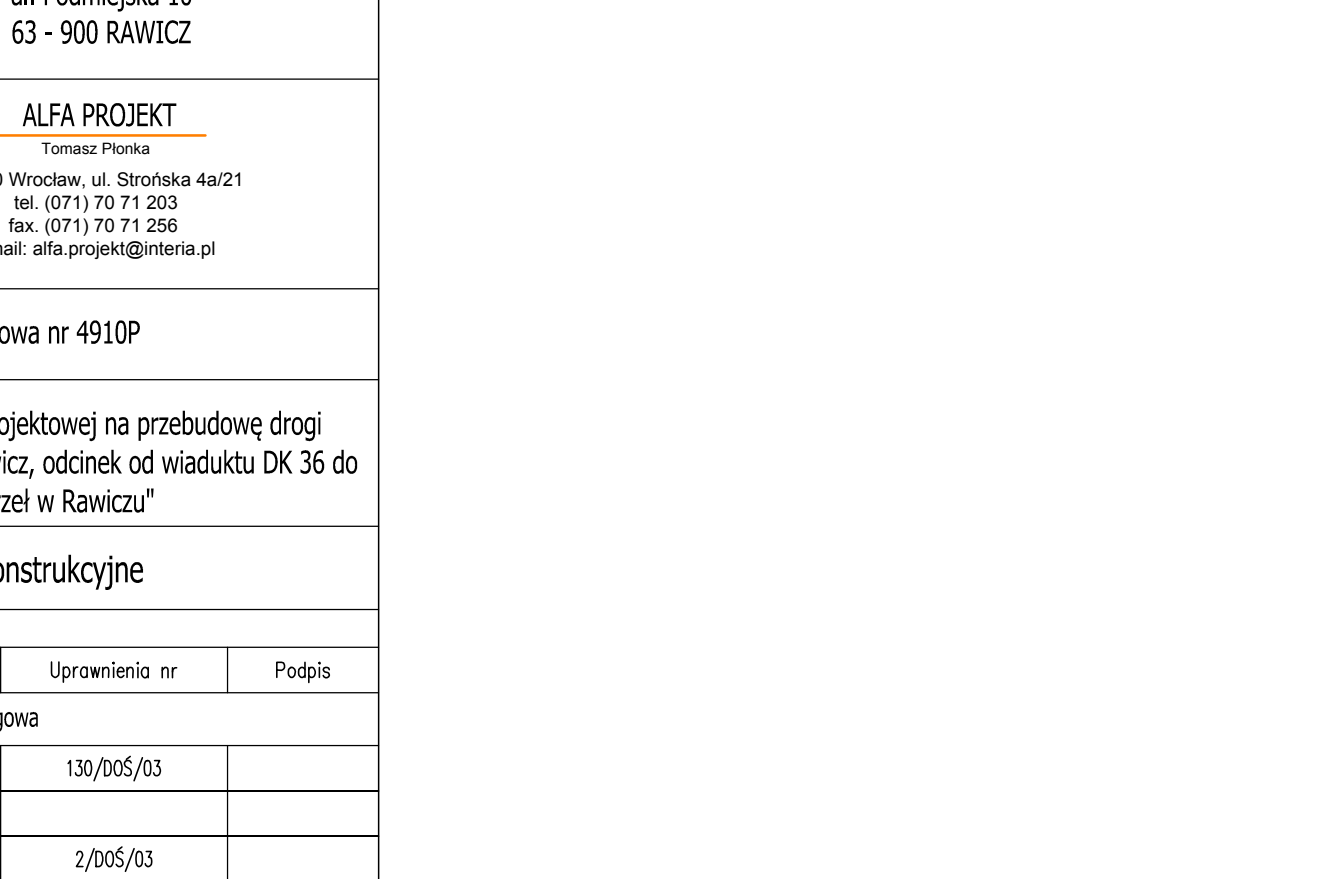 63 - 900 RAWICZ
ALFA PROJEKT
Tomasz Płonka
Wrocław, ul. Strońska 4a/21
tel. (071) 70 71 203
fax. (071) 70 71 256
ail: alfa.projekt@interia.pl
owa nr 4910P
ojektowej na przebudowę drogi
icz, odcinek od wiaduktu DK 36 do
zeł w Rawiczu"
onstrukcyjne
Uprawnienia nr Podpis
gowa
130/DOŚ/03
2/DOŚ/03